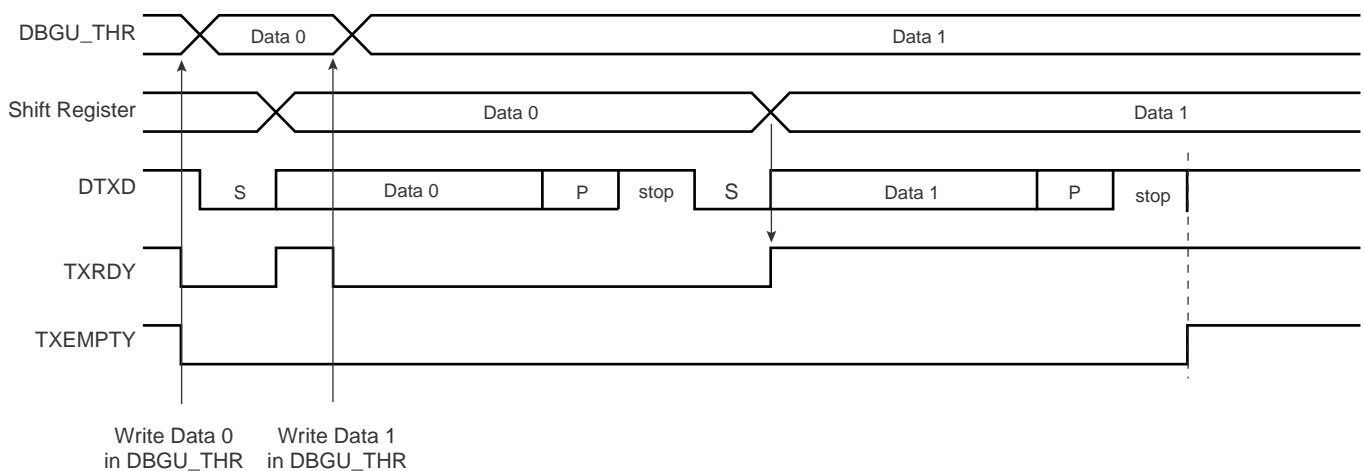 DBGU_THR Data 0 Data 1
Shift Register Data 0 Data 1
DTXD S Data 0 P stop S Data 1 P stop
TXRDY
TXEMPTY
Write Data 0 Write Data 1
in DBGU_THR in DBGU_THR